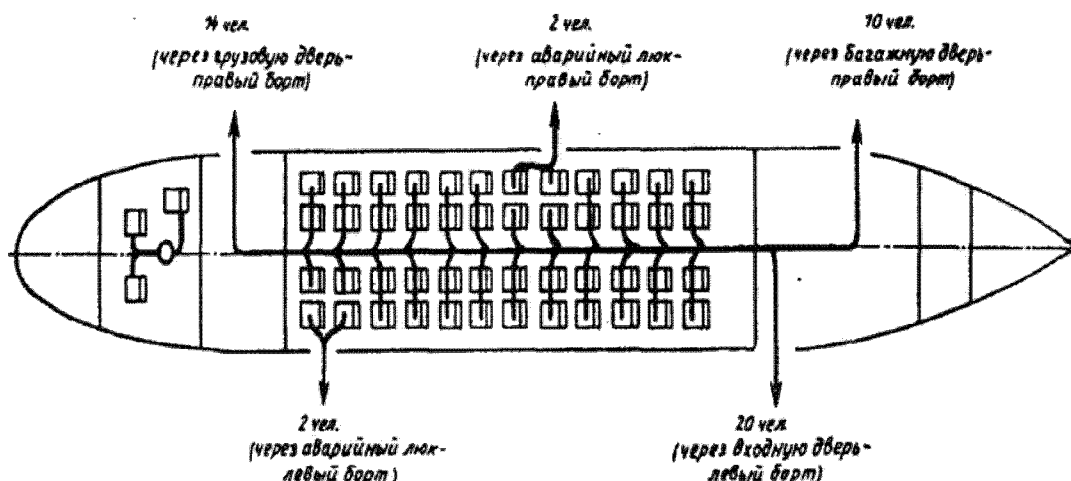 14 чел.
(через грузовую дверь-
правый борт)
2 чел.
(через аварийный люк-
правый борт)
10 чел.
(через багажную дверь-
правый борт)
2 чел.
(через аварийный люк-
левый борт)
20 чел.
(через входную дверь-
левый борт)